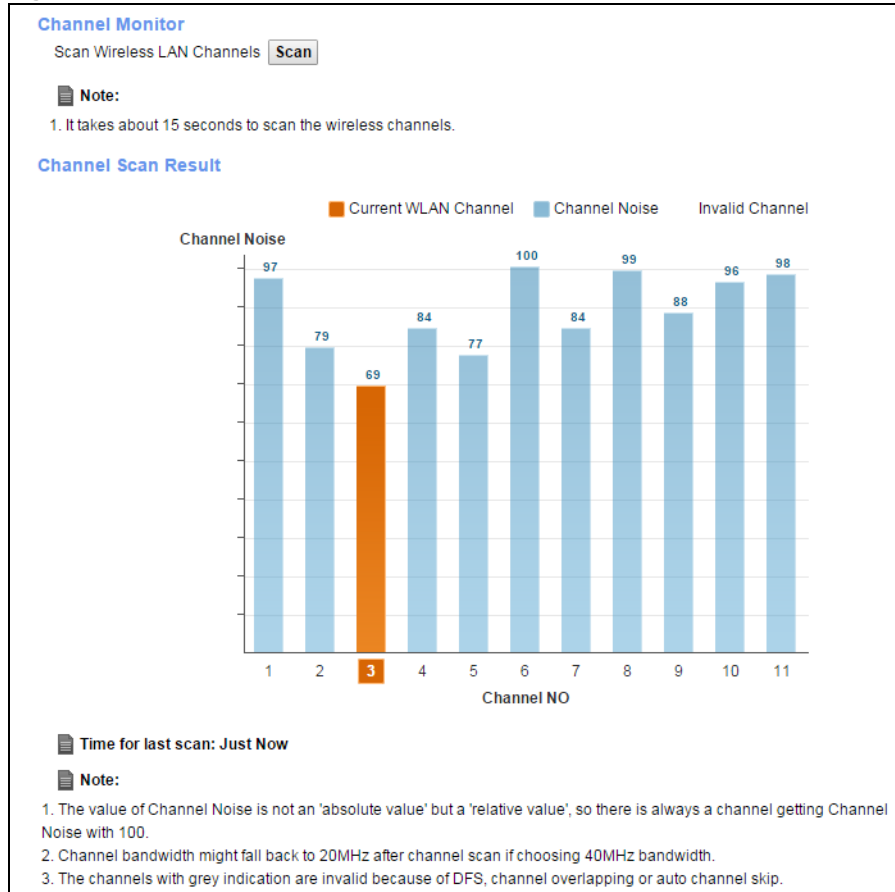 Channel Monitor
Scan Wireless LAN Channels Scan
Note:
1. It takes about 15 seconds to scan the wireless channels.
Channel Scan Result
Current WLAN Channel Channel Noise Invalid Channel
Channel Noise
97 79 69 84 77 100 84 99 88 96 98
1 2 3 4 5 6 7 8 9 10 11
Channel NO
Time for last scan: Just Now
Note:
1. The value of Channel Noise is not an 'absolute value' but a 'relative value', so there is always a channel getting Channel
Noise with 100.
2. Channel bandwidth might fall back to 20MHz after channel scan if choosing 40MHz bandwidth.
3. The channels with grey indication are invalid because of DFS, channel overlapping or auto channel skip.